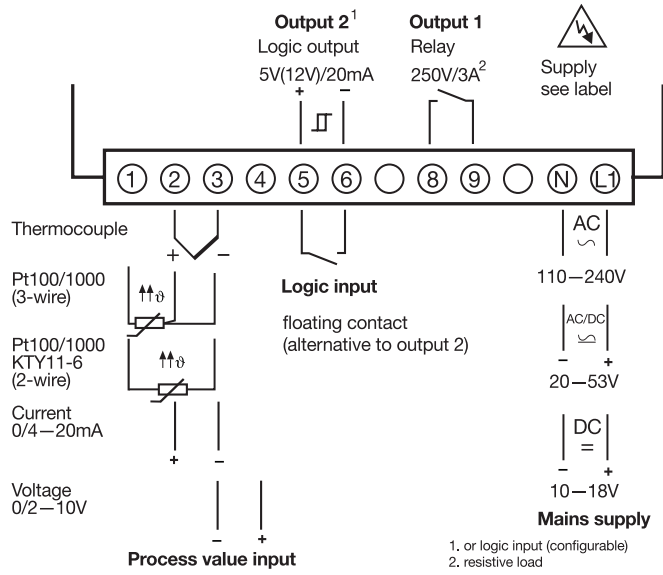 Output 2¹
Logic output
5V(12V)/20mA
+ −
Output 1
Relay
250V/3A²
Supply
see label
1 2 3 4 5 6 8 9 N L1
Thermocouple
+ −
Pt100/1000
(3-wire)
ϑ
Pt100/1000
KTY11-6
(2-wire)
ϑ
Current
0/4—20mA
+ −
Voltage
0/2—10V
− +
Process value input
Logic input
floating contact
(alternative to output 2)
AC
110—240V
AC/DC
− +
20—53V
DC
=
− +
10—18V
Mains supply
1. or logic input (configurable)
2. resistive load